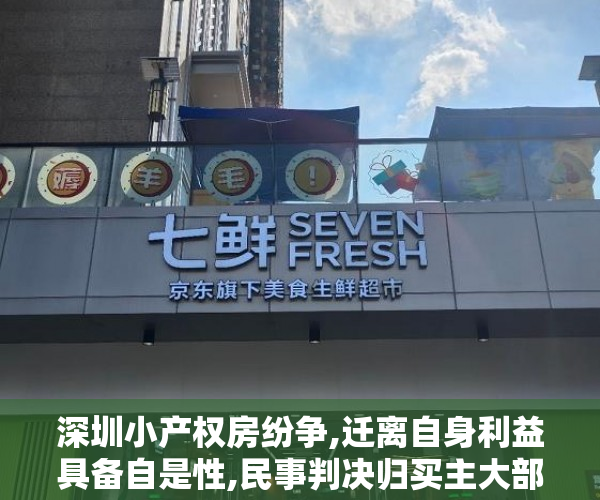 薅羊毛!
七鲜 SEVEN FRESH
京东旗下美食生鲜超市
深圳小产权房纷争,迁离自身利益
具备自是性,民事判决归买主大部